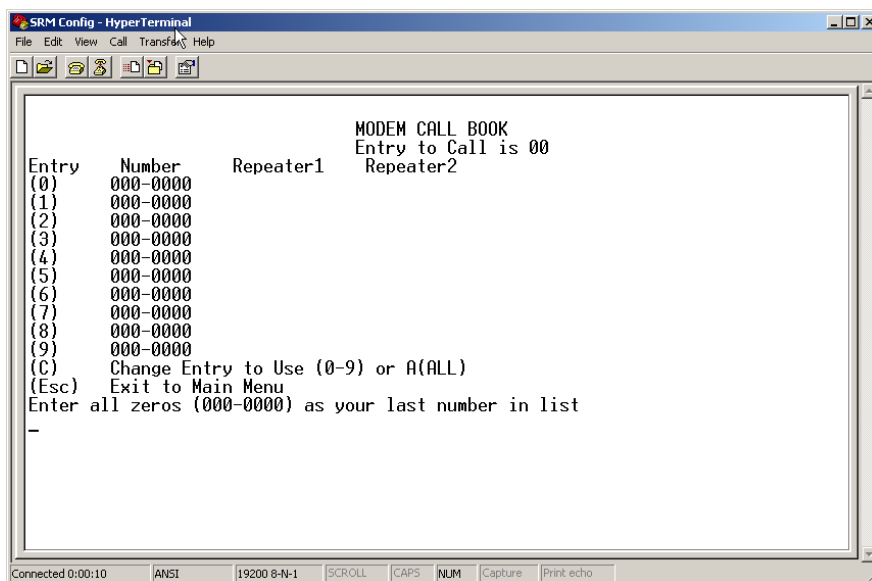 SRM Config - HyperTerminal
File Edit View Call Transfer Help
MODEM CALL BOOK
Entry to Call is 00
Entry Number Repeater1 Repeater2
(0) 000-0000
(1) 000-0000
(2) 000-0000
(3) 000-0000
(4) 000-0000
(5) 000-0000
(6) 000-0000
(7) 000-0000
(8) 000-0000
(9) 000-0000
(C) Change Entry to Use (0-9) or A(ALL)
(Esc) Exit to Main Menu
Enter all zeros (000-0000) as your last number in list
_
Connected 0:00:10 ANSI 19200 8-N-1 SCROLL CAPS NUM Capture Print echo